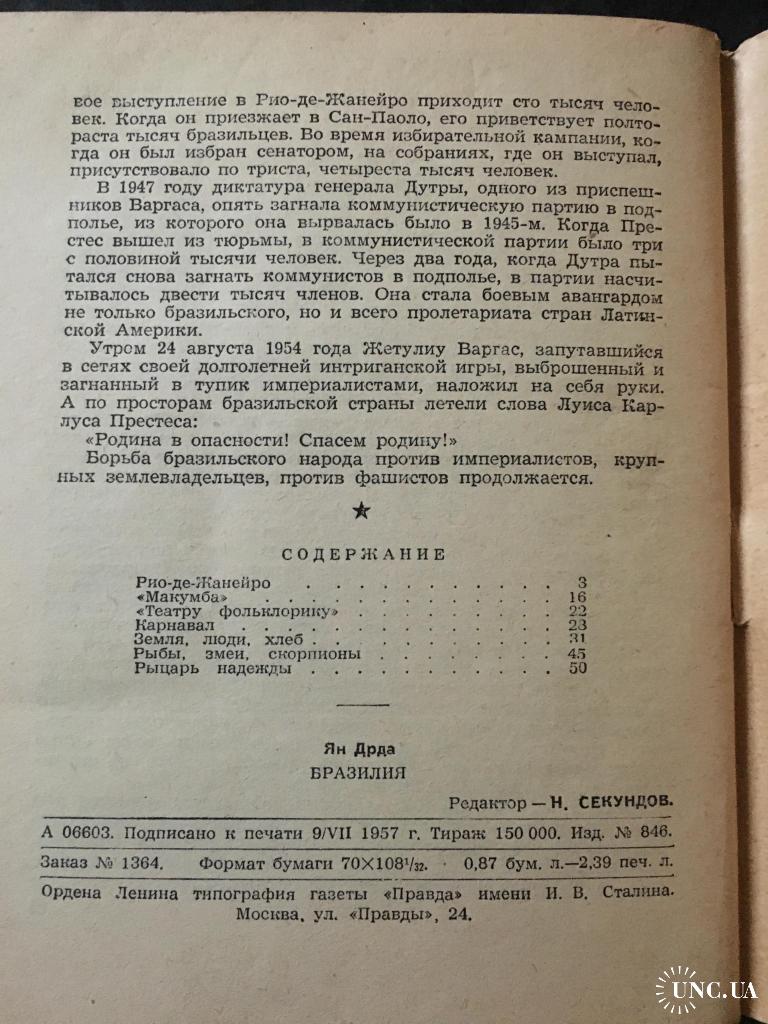 вое выступление в Рио-де-Жанейро приходит сто тысяч чело-
век. Когда он приезжает в Сан-Паоло, его приветствует полто-
раста тысяч бразильцев. Во время избирательной кампании, ко-
гда он был избран сенатором, на собраниях, где он выступал,
присутствовало по триста, четыреста тысяч человек.
В 1947 году диктатура генерала Дутры, одного из приспеш-
ников Варгаса, опять загнала коммунистическую партию в под-
полье, из которого она вырвалась было в 1945-м. Когда Пре-
стес вышел из тюрьмы, в коммунистической партии было три
с половиной тысячи человек. Через два года, когда Дутра пы-
тался снова загнать коммунистов в подполье, в партии насчи-
тывалось двести тысяч членов. Она стала боевым авангардом
не только бразильского, но и всего пролетариата стран Латин-
ской Америки.
Утром 24 августа 1954 года Жетулиу Варгас, запутавшийся
в сетях своей долголетней интриганской игры, выброшенный и
загнанный в тупик империалистами, наложил на себя руки.
А по просторам бразильской страны летели слова Луиса Кар-
луса Престеса:
«Родина в опасности! Спасем родину!»
Борьба бразильского народа против империалистов, круп-
ных землевладельцев, против фашистов продолжается.
СОДЕРЖАНИЕ
Рио-де-Жанейро . . . . . . . . . . . 3
«Макумба» . . . . . . . . . . . . 16
«Театру фольклорику» . . . . . . . . 22
Карнавал . . . . . . . . . . . . . 23
Земля, люди, хлеб . . . . . . . . . . 31
Рыбы, змеи, скорпионы . . . . . . . 45
Рыцарь надежды . . . . . . . . . . 50
Ян Дрда
БРАЗИЛИЯ
Редактор — Н. СЕКУНДОВ.
А 06603. Подписано к печати 9/VII 1957 г. Тираж 150 000. Изд. № 846.
Заказ № 1364. Формат бумаги 70×108¹/₃₂. 0,87 бум. л.—2,39 печ. л.
Ордена Ленина типография газеты «Правда» имени И. В. Сталина.
Москва, ул. «Правды», 24.
UNC.UA